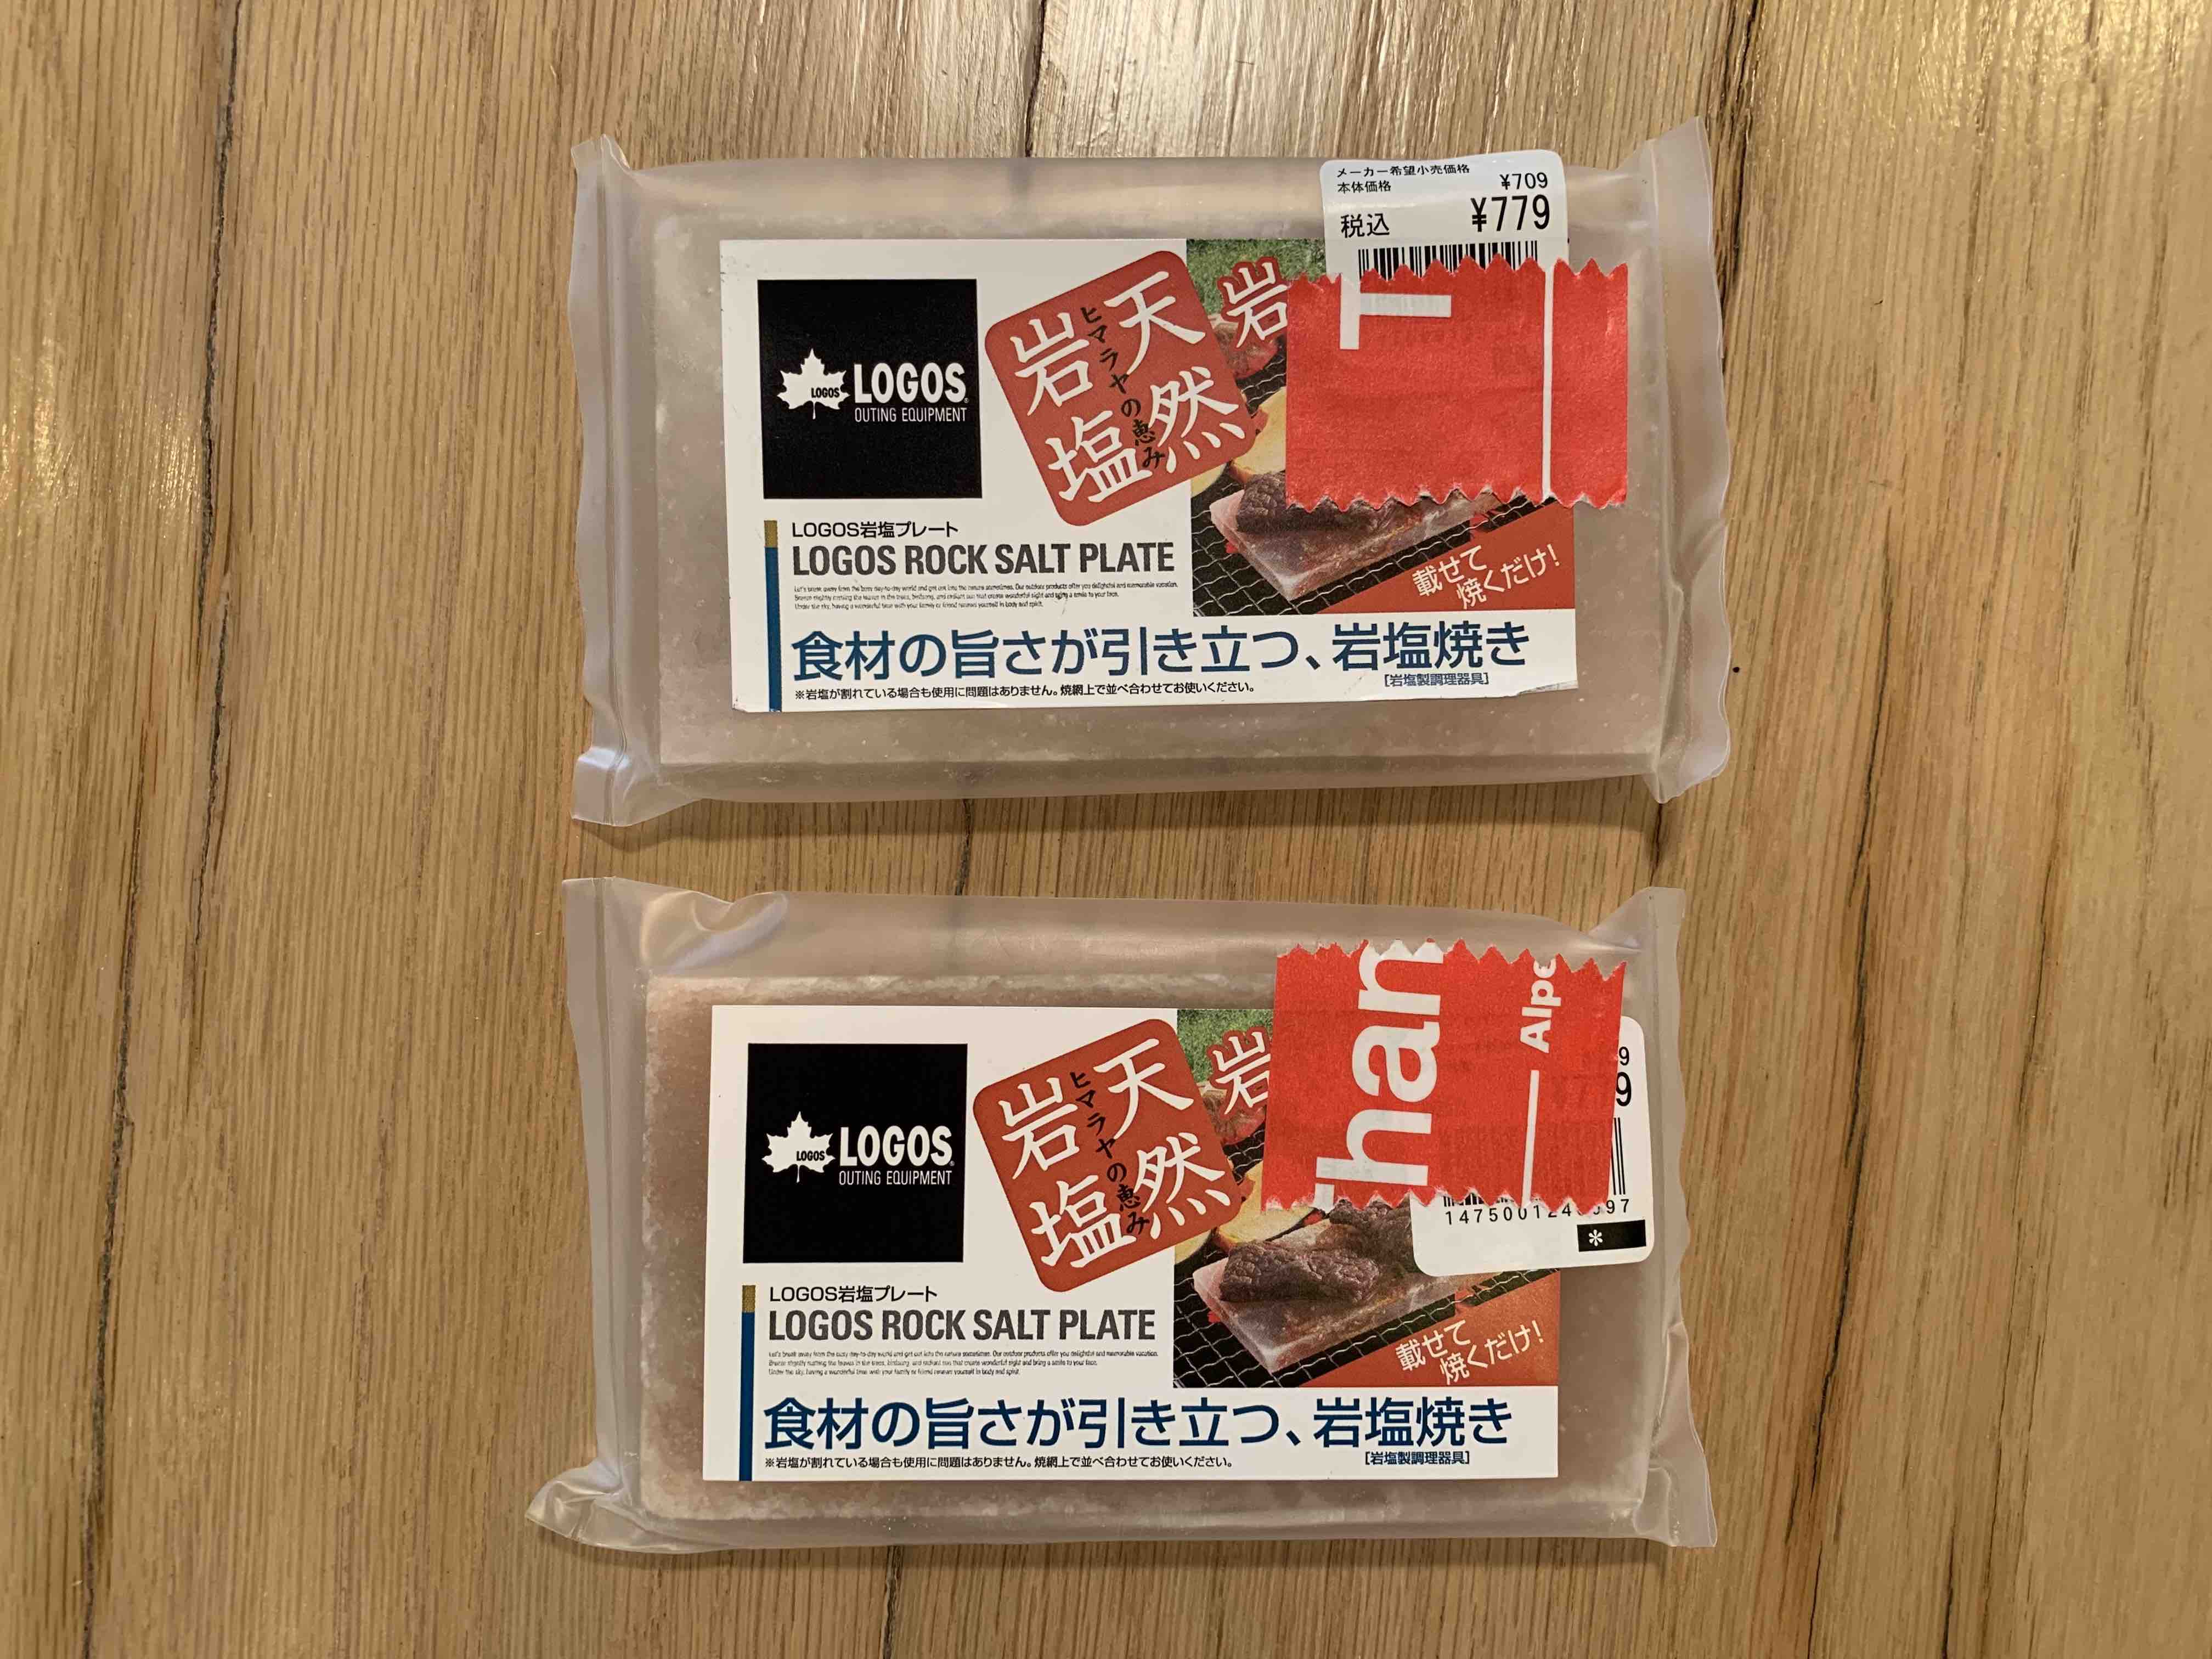 メーカー希望小売価格
本体価格 ¥709
税込 ¥779
T
LOGOS
LOGOS
OUTING EQUIPMENT
天然
岩塩
ヒマラヤの恵み
岩
LOGOS岩塩プレート
LOGOS ROCK SALT PLATE
載せて
焼くだけ!
食材の旨さが引き立つ、岩塩焼き
[岩塩製調理器具]
※岩塩が割れている場合も使用に問題はありません。焼網上で並べ合わせてお使いください。
han
Alp
9
9
LOGOS
LOGOS
OUTING EQUIPMENT
天然
岩塩
ヒマラヤの恵み
岩
LOGOS岩塩プレート
LOGOS ROCK SALT PLATE
載せて
焼くだけ!
食材の旨さが引き立つ、岩塩焼き
[岩塩製調理器具]
※岩塩が割れている場合も使用に問題はありません。焼網上で並べ合わせてお使いください。